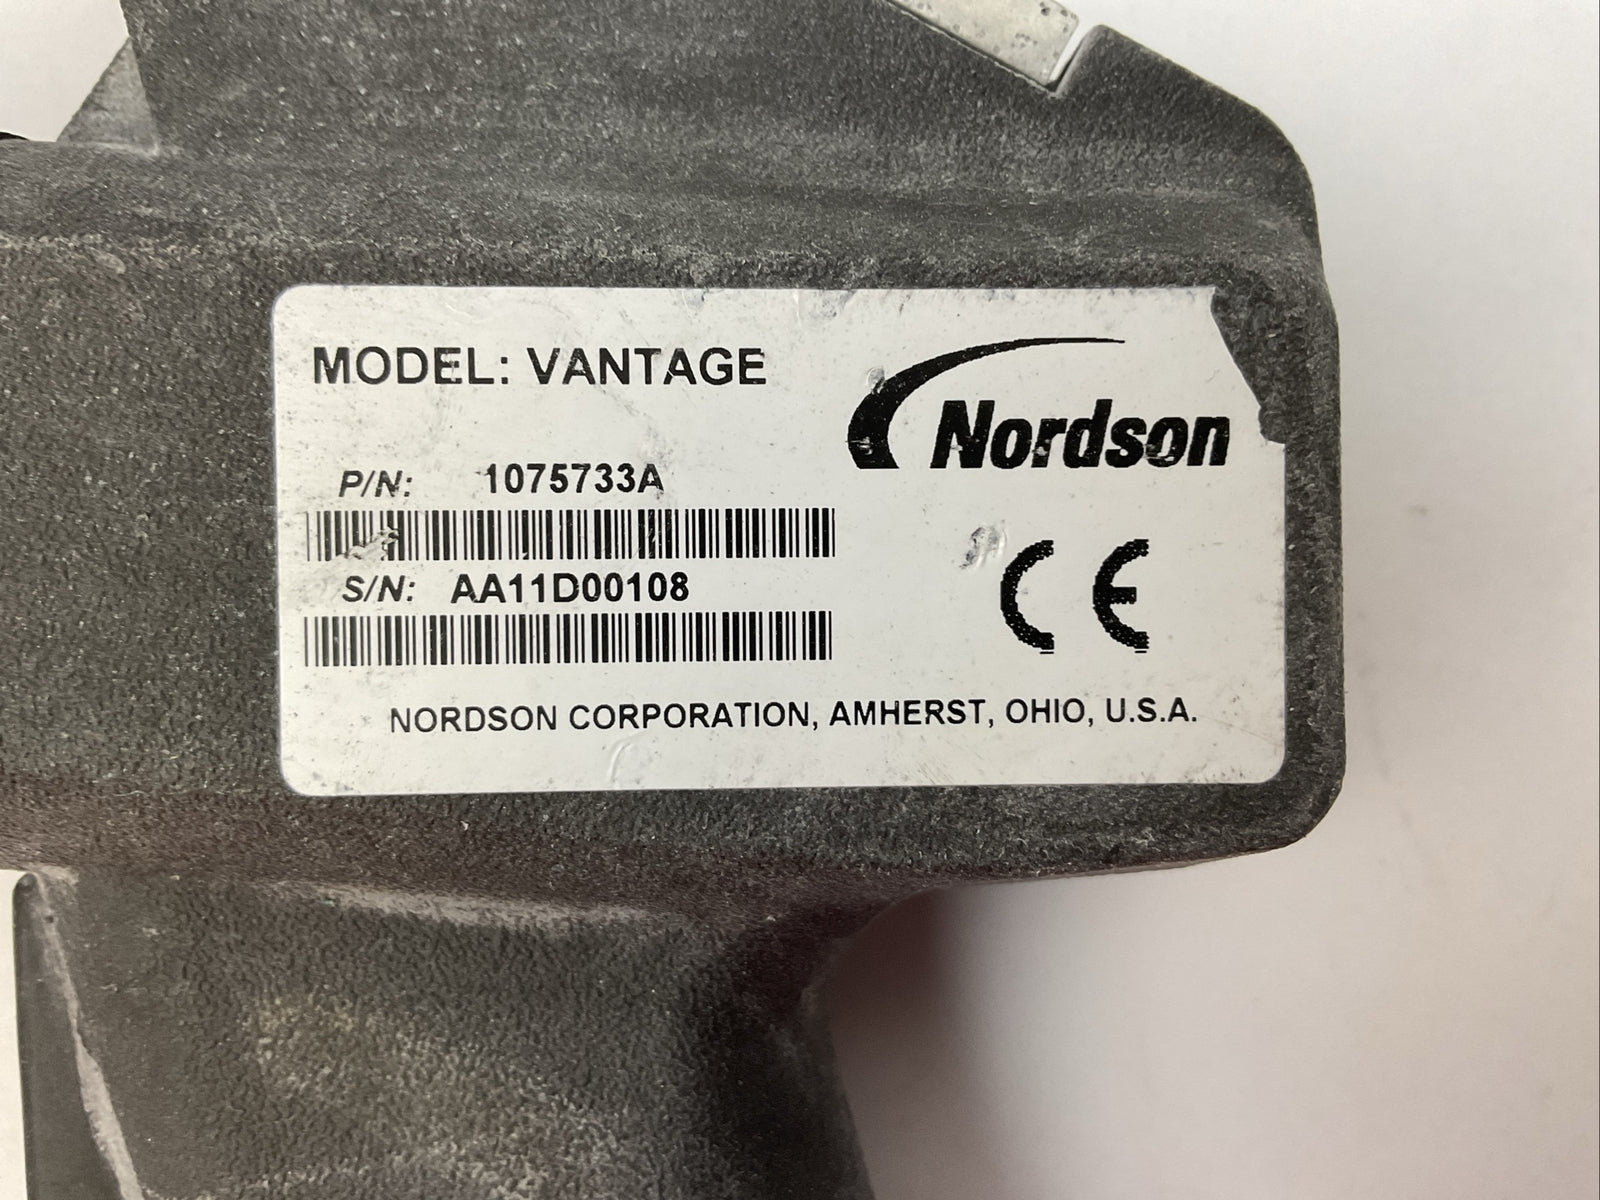 MODEL: VANTAGE
Nordson
P/N: 1075733A
S/N: AA11D00108
CE
NORDSON CORPORATION, AMHERST, OHIO, U.S.A.